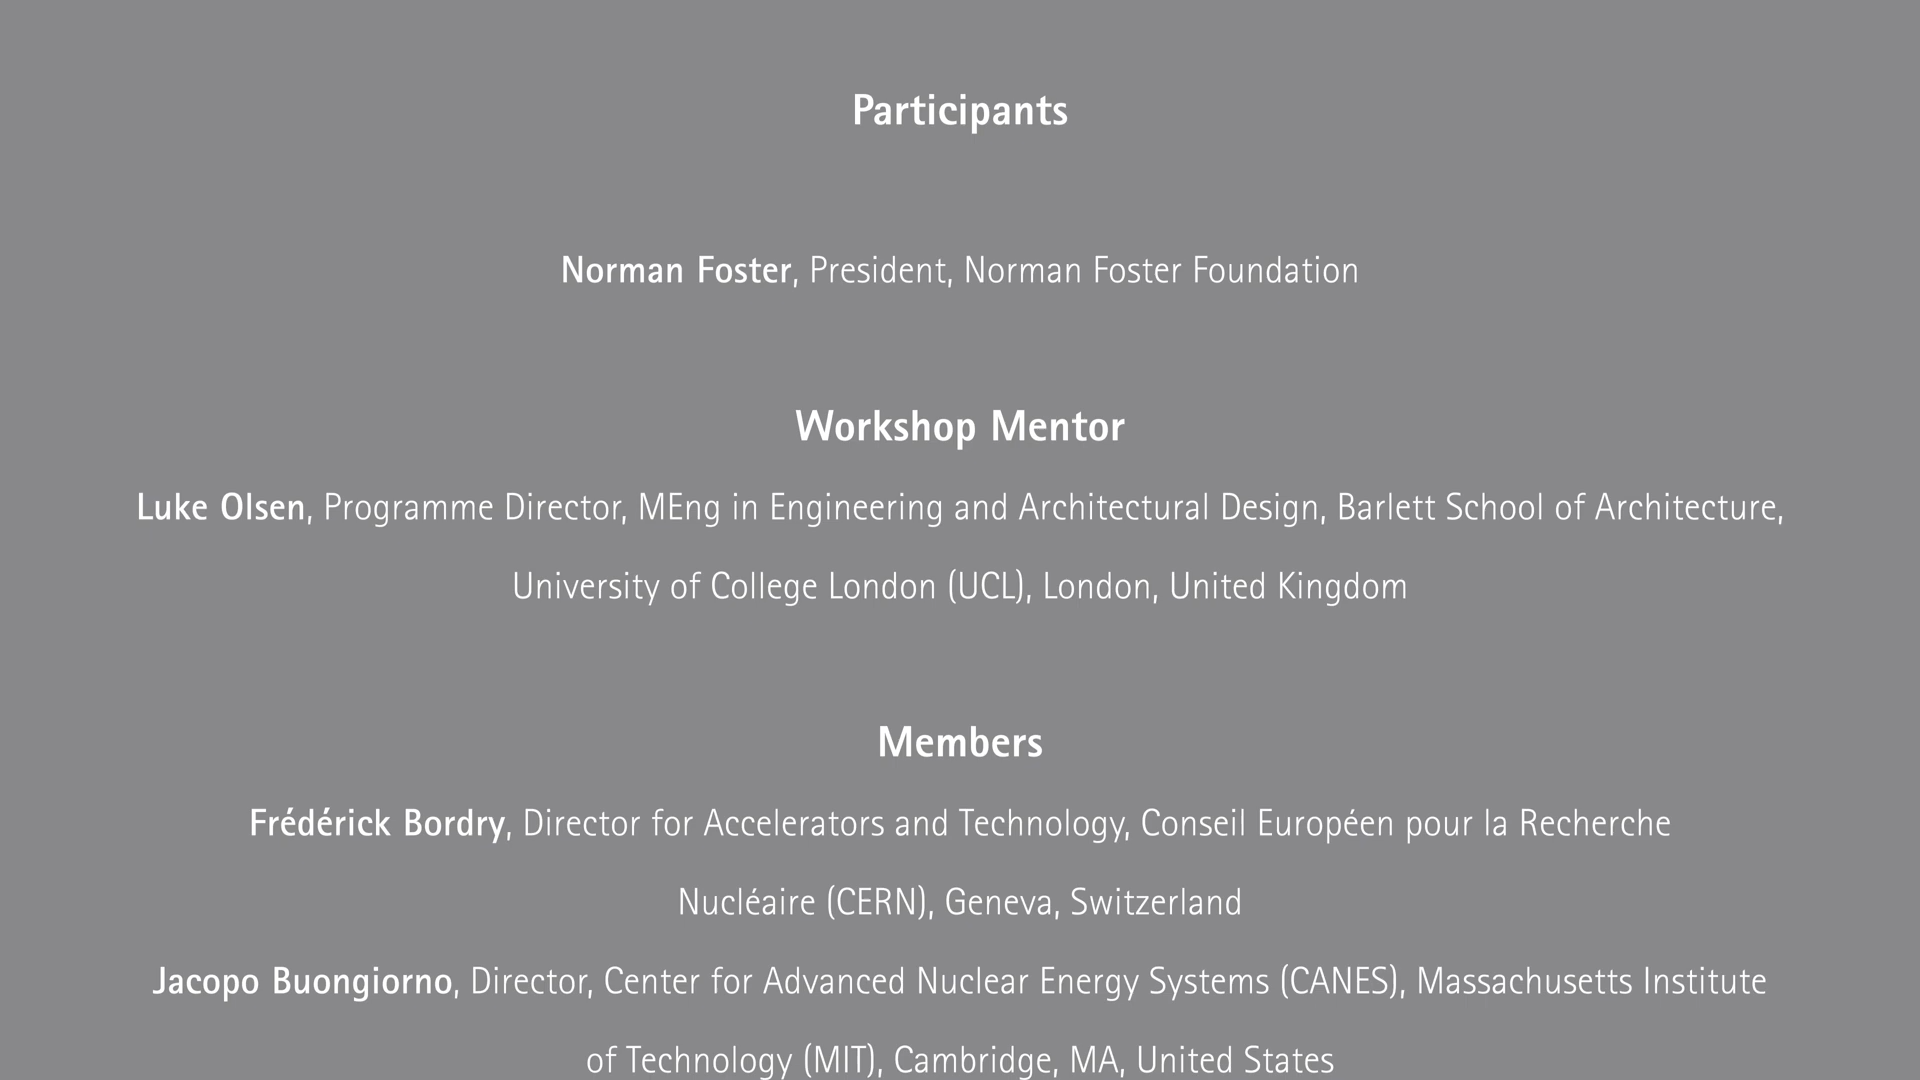 Participants
Norman Foster, President, Norman Foster Foundation
Workshop Mentor
Luke Olsen, Programme Director, MEng in Engineering and Architectural Design, Barlett School of Architecture,
University of College London (UCL), London, United Kingdom
Members
Frédérick Bordry, Director for Accelerators and Technology, Conseil Européen pour la Recherche
Nucléaire (CERN), Geneva, Switzerland
Jacopo Buongiorno, Director, Center for Advanced Nuclear Energy Systems (CANES), Massachusetts Institute
of Technology (MIT), Cambridge, MA, United States